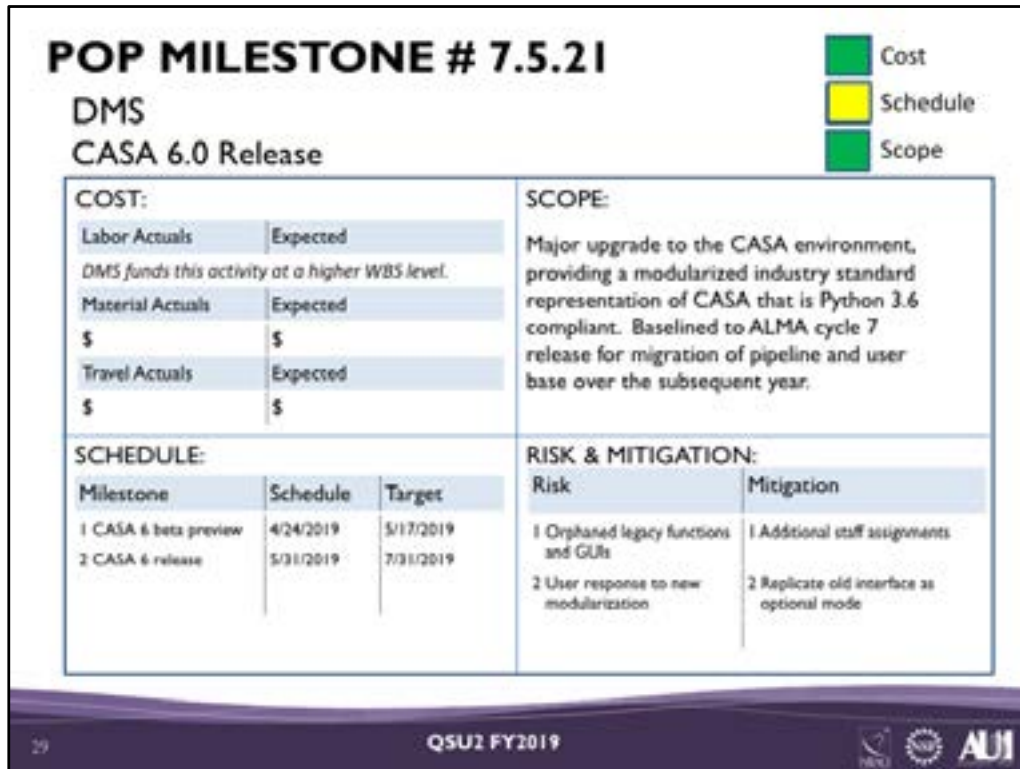 POP MILESTONE # 7.5.21
DMS
CASA 6.0 Release
Cost
Schedule
Scope
COST:
Labor Actuals Expected
DMS funds this activity at a higher WBS level.
Material Actuals Expected
$ $
Travel Actuals Expected
$ $
SCOPE:
Major upgrade to the CASA environment,
providing a modularized industry standard
representation of CASA that is Python 3.6
compliant. Baselined to ALMA cycle 7
release for migration of pipeline and user
base over the subsequent year.
SCHEDULE:
Milestone Schedule Target
1 CASA 6 beta preview 4/24/2019 5/17/2019
2 CASA 6 release 5/31/2019 7/31/2019
RISK & MITIGATION:
Risk Mitigation
1 Orphaned legacy functions 1 Additional staff assignments
and GUIs
2 User response to new 2 Replicate old interface as
modularization optional mode
29
QSU2 FY2019
NRAO
NSF
AUI